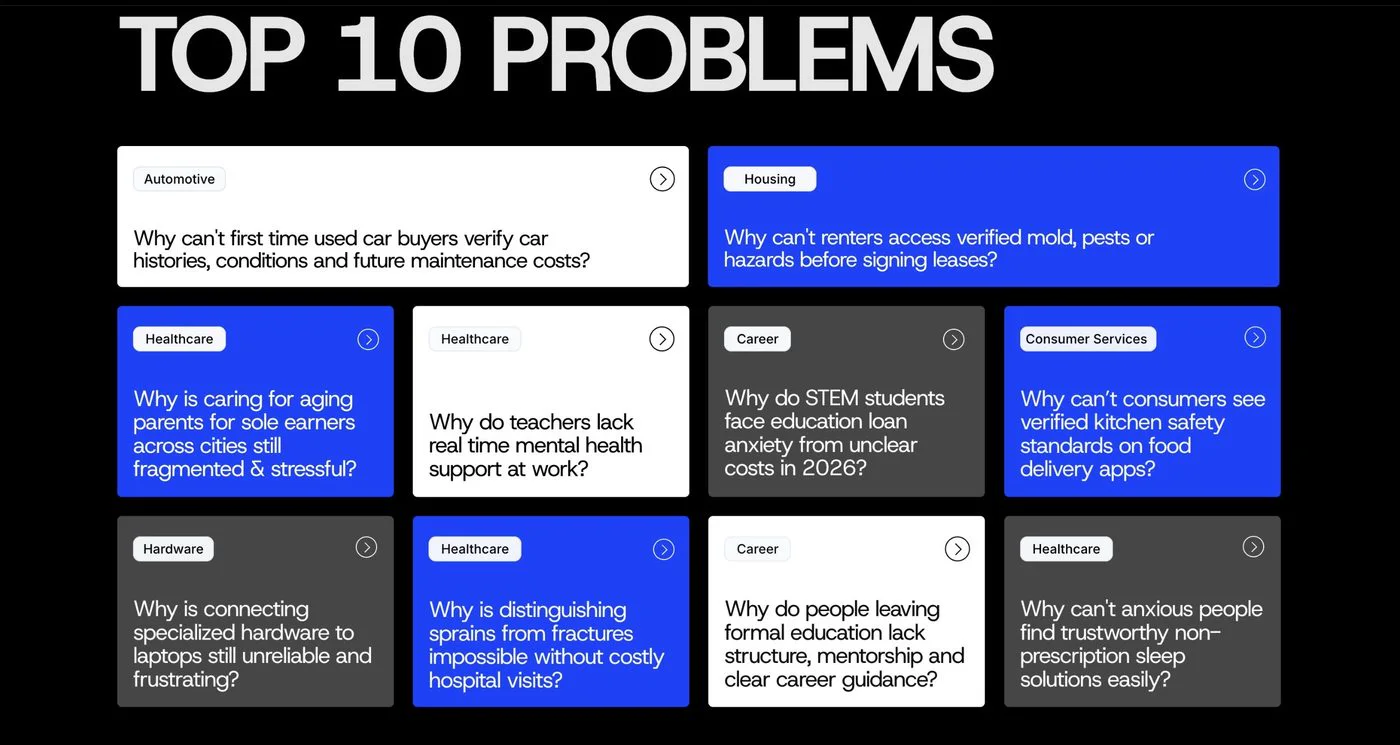 TOP 10 PROBLEMS
Automotive
Why can't first time used car buyers verify car
histories, conditions and future maintenance costs?
Housing
Why can't renters access verified mold, pests or
hazards before signing leases?
Healthcare
Why is caring for aging
parents for sole earners
across cities still
fragmented & stressful?
Healthcare
Why do teachers lack
real time mental health
support at work?
Career
Why do STEM students
face education loan
anxiety from unclear
costs in 2026?
Consumer Services
Why can’t consumers see
verified kitchen safety
standards on food
delivery apps?
Hardware
Why is connecting
specialized hardware to
laptops still unreliable and
frustrating?
Healthcare
Why is distinguishing
sprains from fractures
impossible without costly
hospital visits?
Career
Why do people leaving
formal education lack
structure, mentorship and
clear career guidance?
Healthcare
Why can't anxious people
find trustworthy non-
prescription sleep
solutions easily?